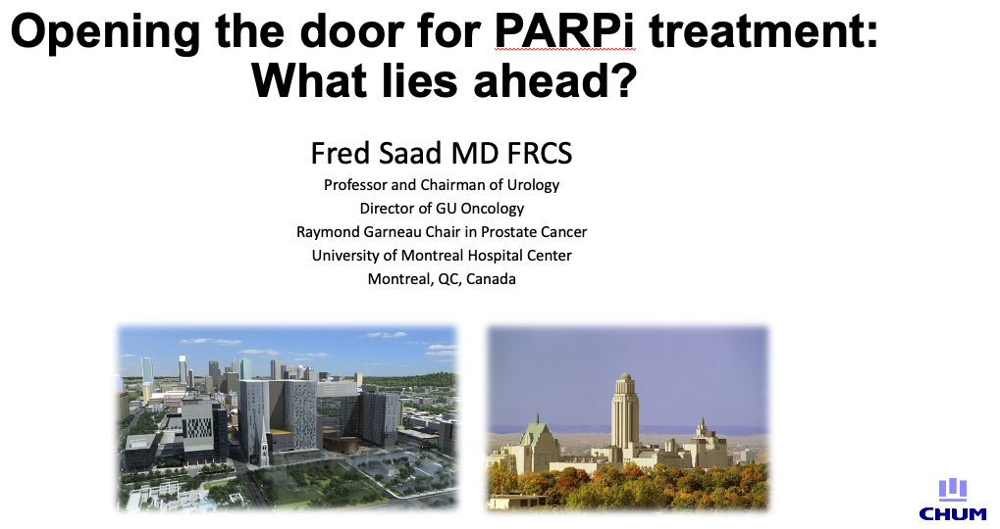 Opening the door for PARPi treatment:
What lies ahead?
Fred Saad MD FRCS
Professor and Chairman of Urology
Director of GU Oncology
Raymond Garneau Chair in Prostate Cancer
University of Montreal Hospital Center
Montreal, QC, Canada
CHUM